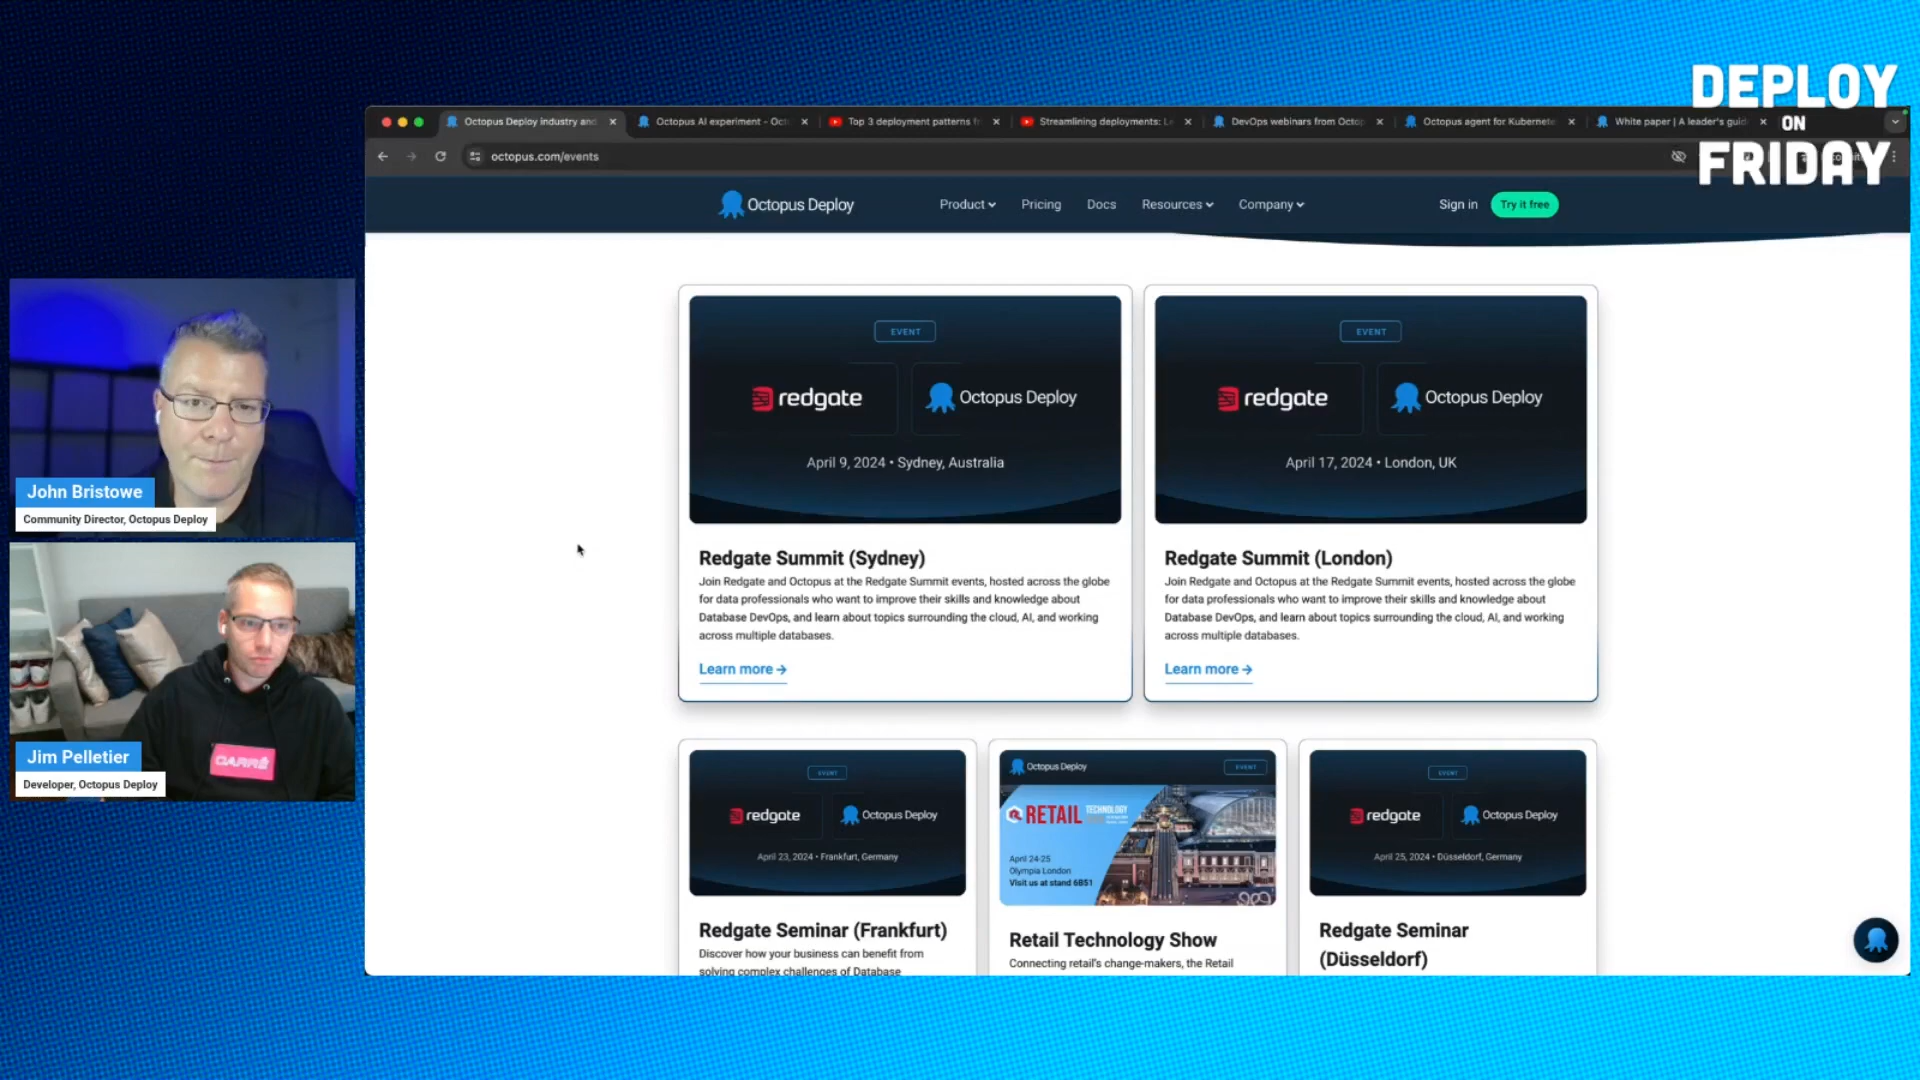 DEPLOY
ON
FRIDAY
Octopus Deploy industry and
Octopus AI experiment - Oct
Top 3 deployment patterns f
Streamlining deployments: L
DevOps webinars from Octop
Octopus agent for Kubernete
White paper | A leader's guid
octopus.com/events
Octopus Deploy
Product
Pricing
Docs
Resources
Company
Sign in
Try it free
EVENT
redgate
Octopus Deploy
April 9, 2024 • Sydney, Australia
Redgate Summit (Sydney)
Join Redgate and Octopus at the Redgate Summit events, hosted across the globe
for data professionals who want to improve their skills and knowledge about
Database DevOps, and learn about topics surrounding the cloud, AI, and working
across multiple databases.
Learn more →
EVENT
redgate
Octopus Deploy
April 17, 2024 • London, UK
Redgate Summit (London)
Join Redgate and Octopus at the Redgate Summit events, hosted across the globe
for data professionals who want to improve their skills and knowledge about
Database DevOps, and learn about topics surrounding the cloud, AI, and working
across multiple databases.
Learn more →
John Bristowe
Community Director, Octopus Deploy
Jim Pelletier
Developer, Octopus Deploy
CARRÉ
EVENT
redgate
Octopus Deploy
April 23, 2024 • Frankfurt, Germany
Redgate Seminar (Frankfurt)
Discover how your business can benefit from
solving complex challenges of Database
Octopus Deploy
EVENT
RETAIL
TECHNOLOGY
April 24-25
Olympia London
Visit us at stand 6B51
Retail Technology Show
Connecting retail's change-makers, the Retail
EVENT
redgate
Octopus Deploy
April 25, 2024 • Düsseldorf, Germany
Redgate Seminar
(Düsseldorf)